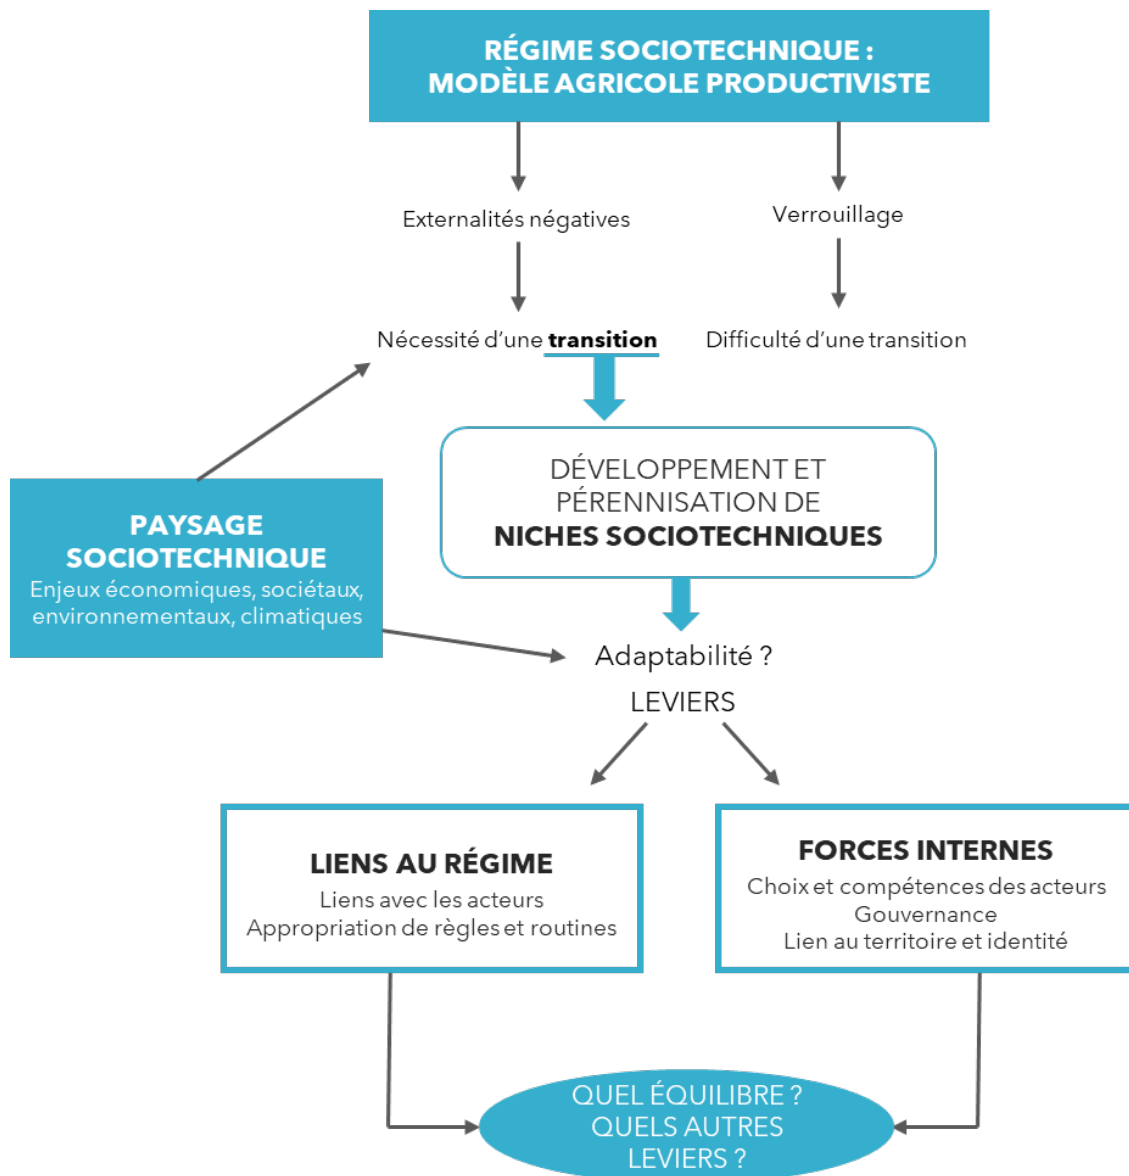 RÉGIME SOCIOTECHNIQUE :
MODÈLE AGRICOLE PRODUCTIVISTE
Externalités négatives
Verrouillage
Nécessité d’une transition
Difficulté d’une transition
DÉVELOPPEMENT ET
PÉRENNISATION DE
NICHES SOCIOTECHNIQUES
PAYSAGE
SOCIOTECHNIQUE
Enjeux économiques, sociétaux,
environnementaux, climatiques
Adaptabilité ?
LEVIERS
LIENS AU RÉGIME
Liens avec les acteurs
Appropriation de règles et routines
FORCES INTERNES
Choix et compétences des acteurs
Gouvernance
Lien au territoire et identité
QUEL ÉQUILIBRE ?
QUELS AUTRES
LEVIERS ?